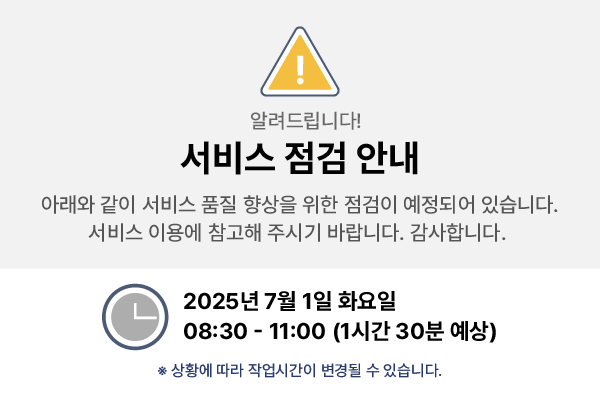 알려드립니다!
서비스 점검 안내
아래와 같이 서비스 품질 향상을 위한 점검이 예정되어 있습니다.
서비스 이용에 참고해 주시기 바랍니다. 감사합니다.
2025년 7월 1일 화요일
08:30 - 11:00 (1시간 30분 예상)
※ 상황에 따라 작업시간이 변경될 수 있습니다.